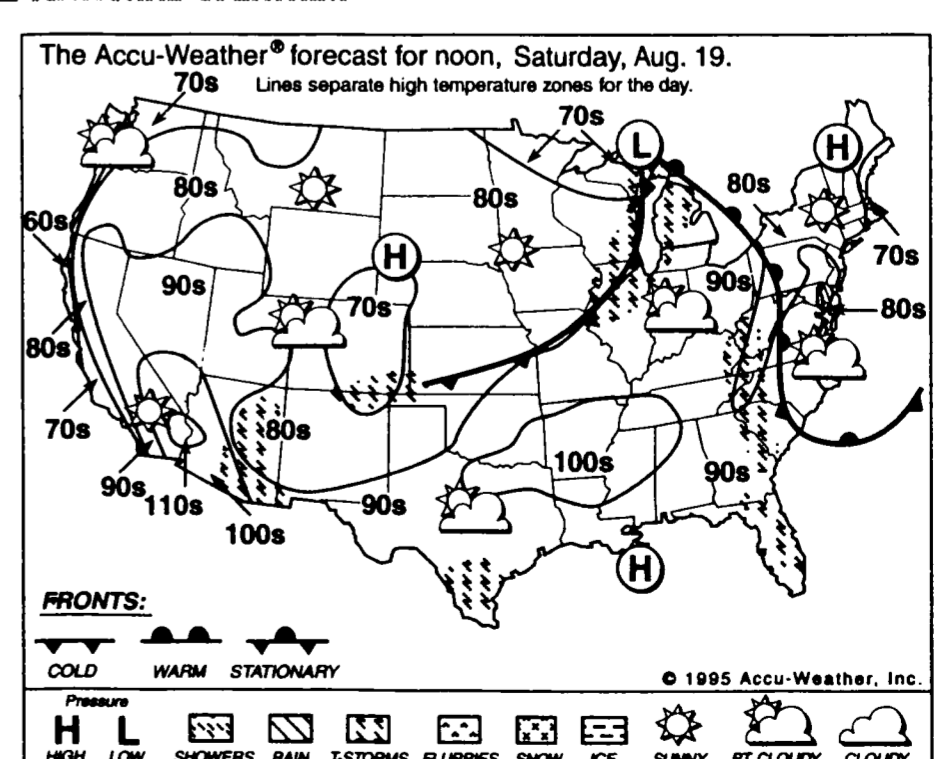 The Accu-Weather® forecast for noon, Saturday, Aug. 19.
Lines separate high temperature zones for the day.
70s
70s
L
H
80s
80s
80s
60s
70s
H
90s
90s
70s
80s
80s
70s
80s
100s
90s
90s
110s
90s
100s
H
FRONTS:
COLD WARM STATIONARY
© 1995 Accu-Weather, Inc.
Pressure
H L
HIGH LOW SHOWERS RAIN T-STORMS FLURRIES SNOW ICE SUNNY PT. CLOUDY CLOUDY